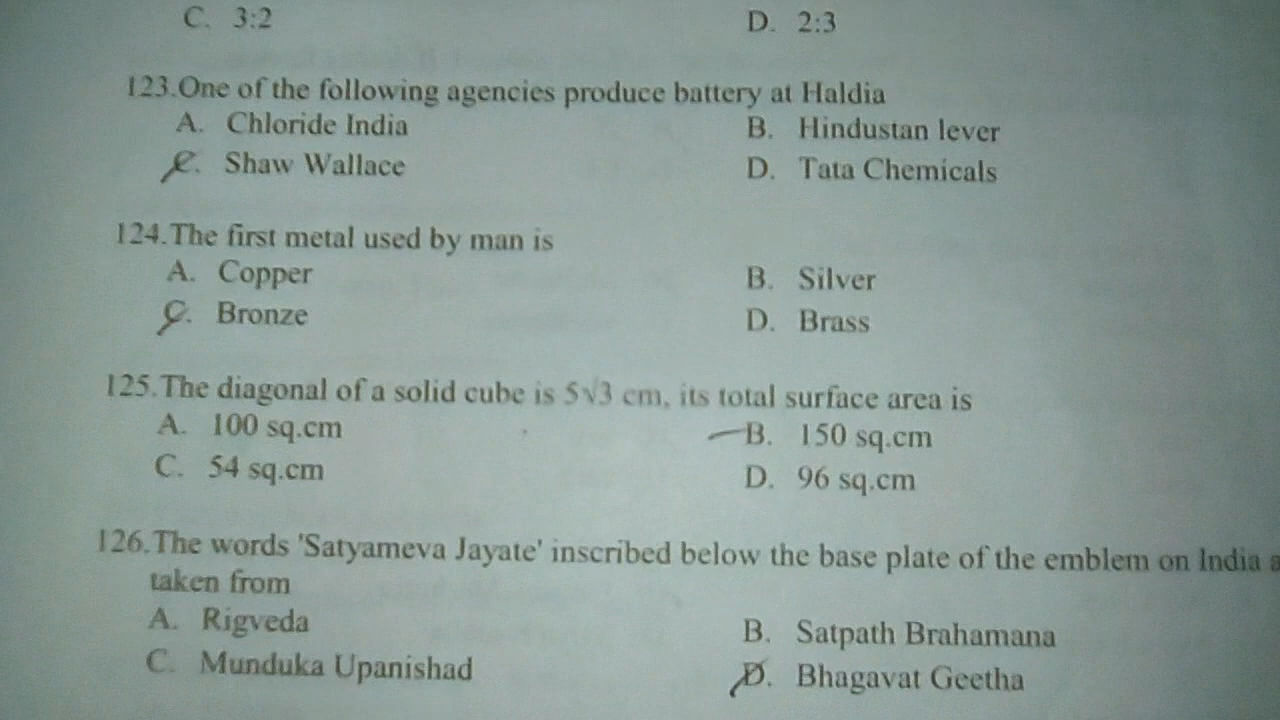 C. 3:2 D. 2:3
123.One of the following agencies produce battery at Haldia
A. Chloride India B. Hindustan lever
C. Shaw Wallace D. Tata Chemicals
124.The first metal used by man is
A. Copper B. Silver
C. Bronze D. Brass
125.The diagonal of a solid cube is 5√3 cm, its total surface area is
A. 100 sq.cm B. 150 sq.cm
C. 54 sq.cm D. 96 sq.cm
126.The words 'Satyameva Jayate' inscribed below the base plate of the emblem on India
taken from
A. Rigveda B. Satpath Brahamana
C. Munduka Upanishad D. Bhagavat Geetha